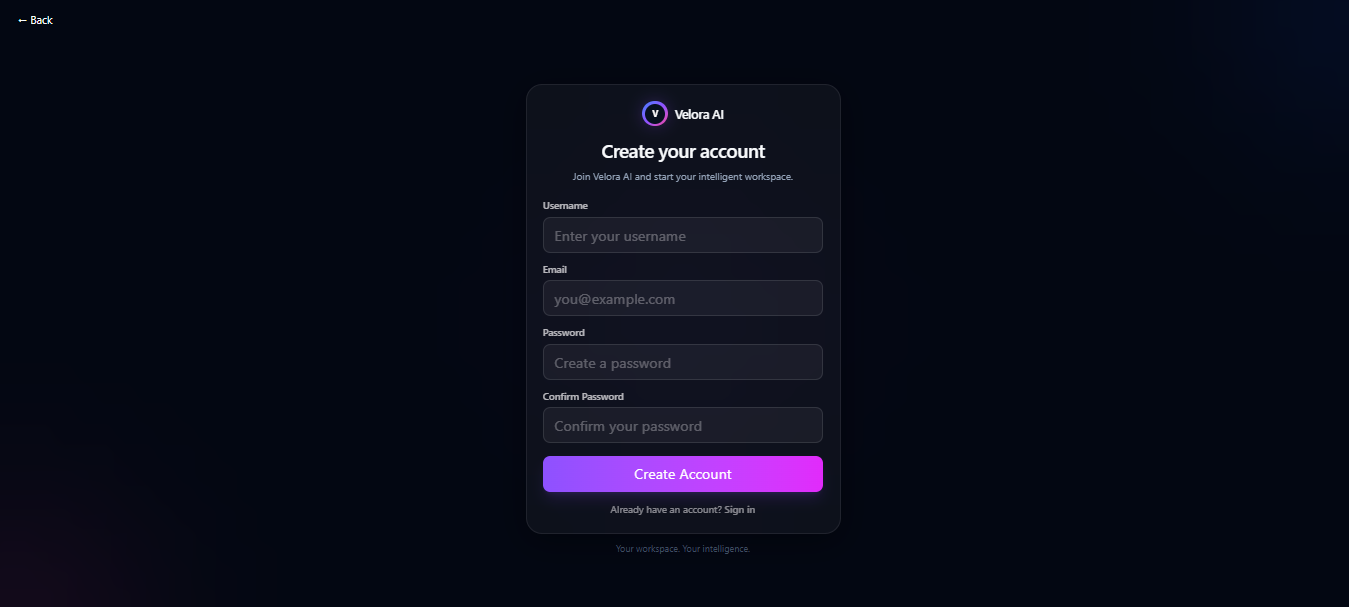 ← Back
V
Velora AI
Create your account
Join Velora AI and start your intelligent workspace.
Username
Enter your username
Email
you@example.com
Password
Create a password
Confirm Password
Confirm your password
Create Account
Already have an account? Sign in
Your workspace. Your intelligence.